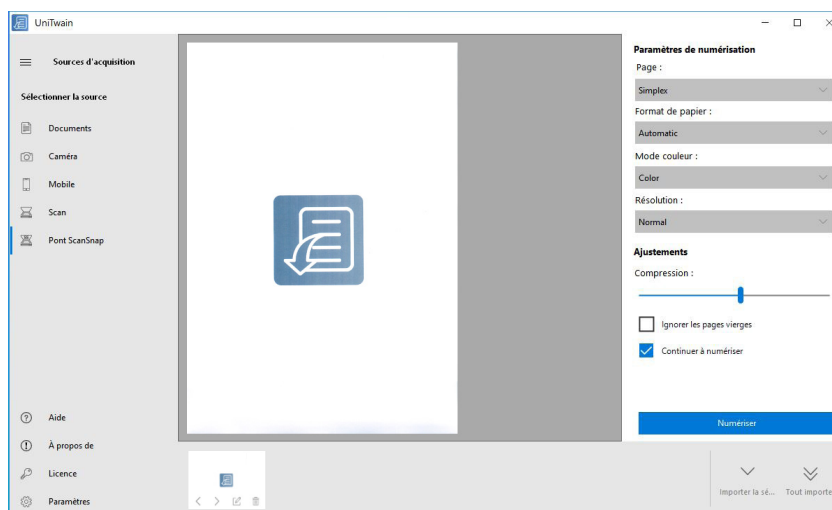 UniTwain
Sources d'acquisition
Sélectionner la source
Documents
Caméra
Mobile
Scan
Pont ScanSnap
Aide
À propos de
Licence
Paramètres
Paramètres de numérisation
Page :
Simplex
Format de papier :
Automatic
Mode couleur :
Color
Résolution :
Normal
Ajustements
Compression :
Ignorer les pages vierges
Continuer à numériser
Numériser
Importer la sé...
Tout importe